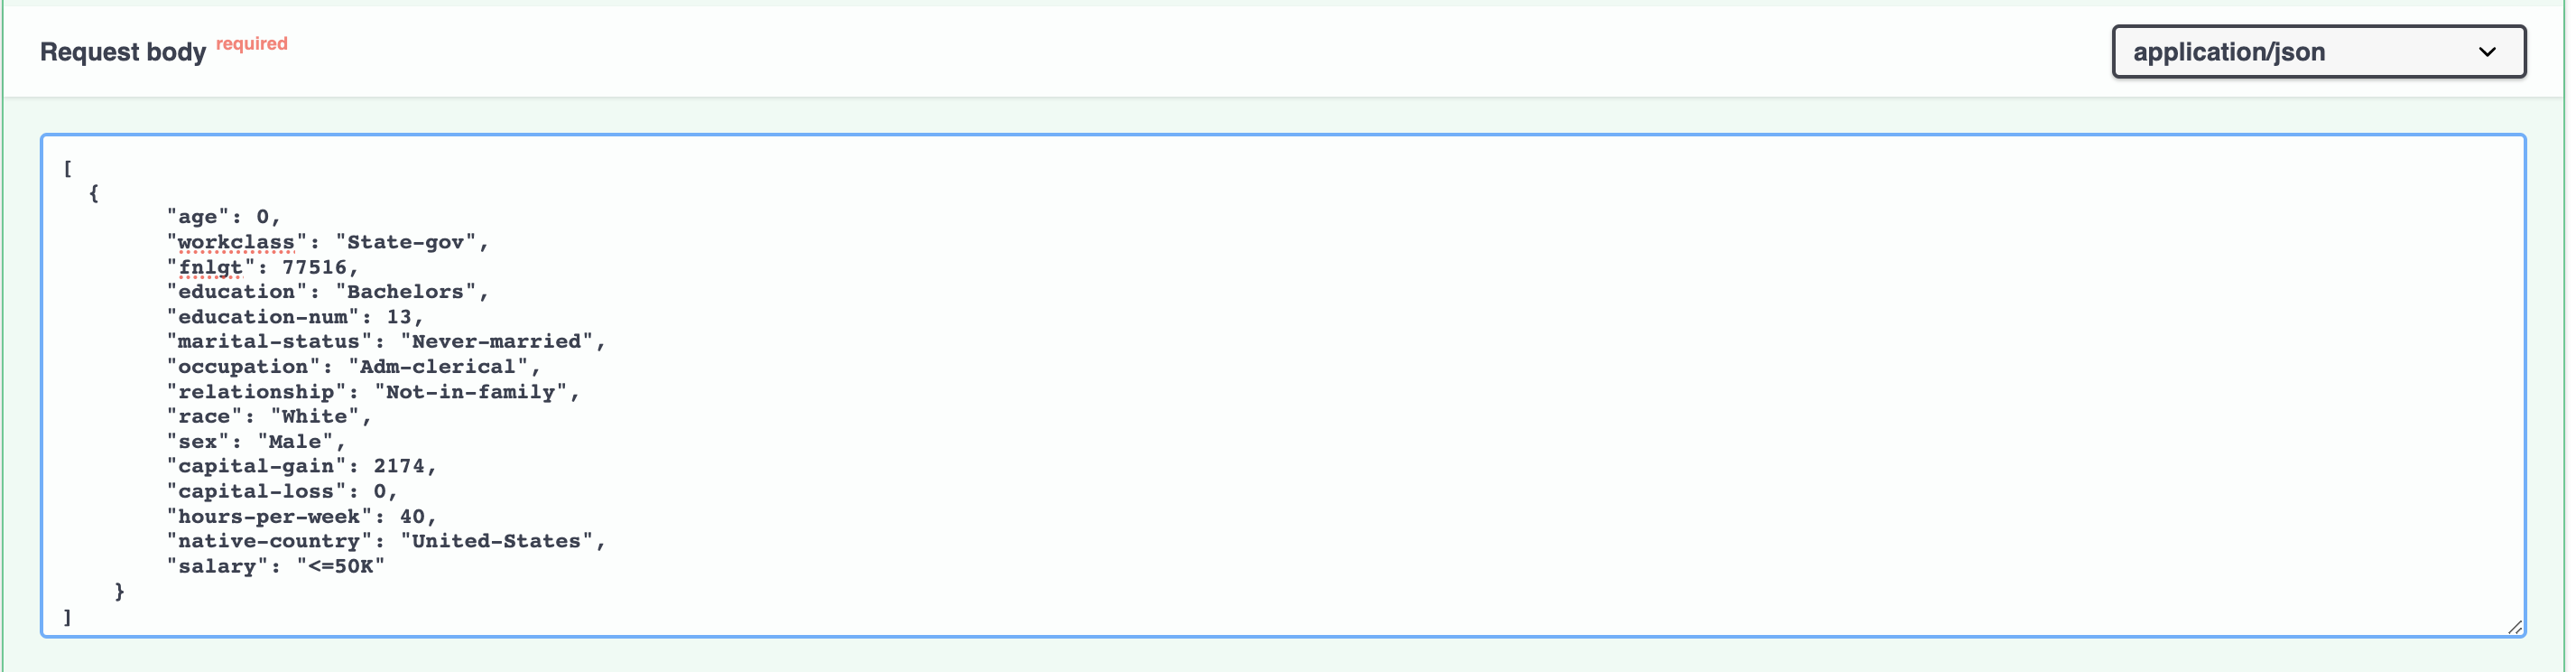 Request body required
application/json
[
  {
        "age": 0,
        "workclass": "State-gov",
        "fnlgt": 77516,
        "education": "Bachelors",
        "education-num": 13,
        "marital-status": "Never-married",
        "occupation": "Adm-clerical",
        "relationship": "Not-in-family",
        "race": "White",
        "sex": "Male",
        "capital-gain": 2174,
        "capital-loss": 0,
        "hours-per-week": 40,
        "native-country": "United-States",
        "salary": "<=50K"
    }
]